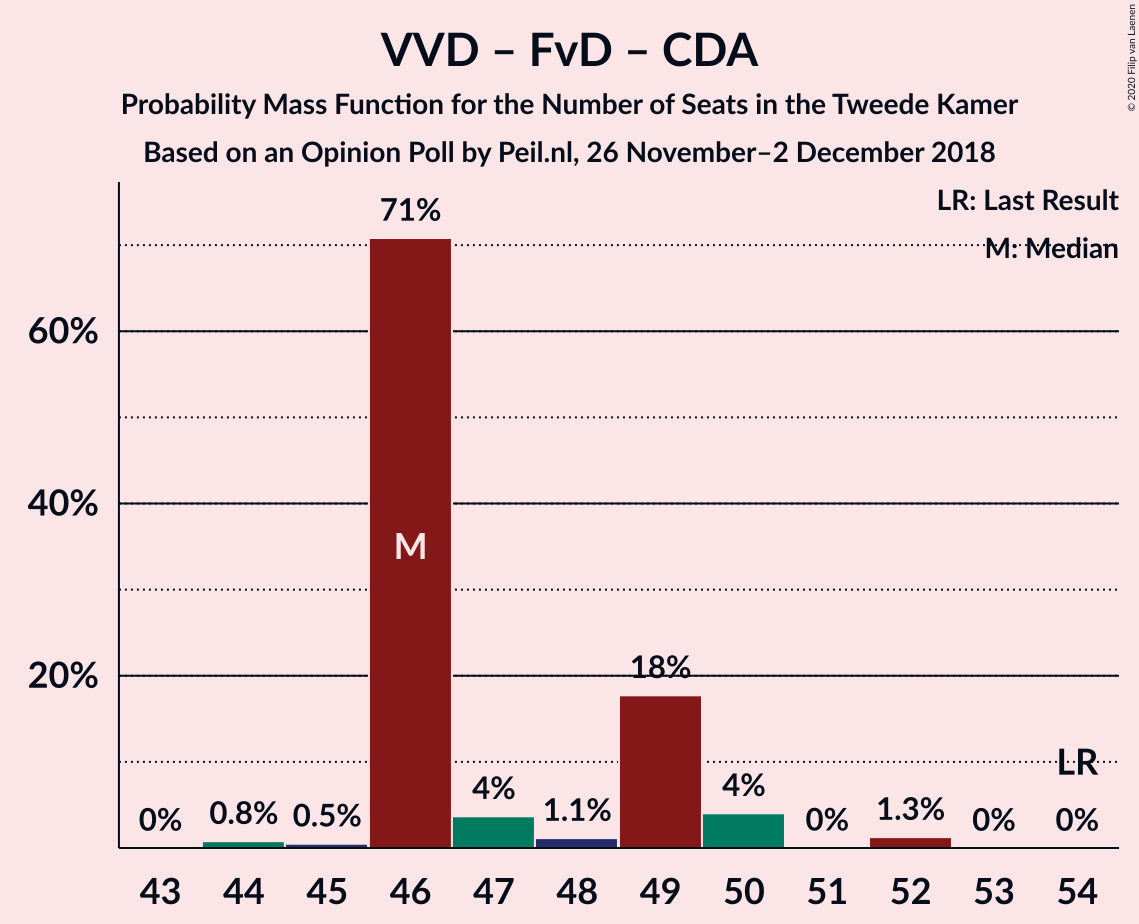 VVD – FvD – CDA
Probability Mass Function for the Number of Seats in the Tweede Kamer
Based on an Opinion Poll by Peil.nl, 26 November–2 December 2018
© 2020 Filip van Laenen
LR: Last Result
M: Median
71%
60%
40%
M
20%
18%
LR
0%
0.8%
0.5%
4%
1.1%
4%
0%
1.3%
0%
0%
43 44 45 46 47 48 49 50 51 52 53 54